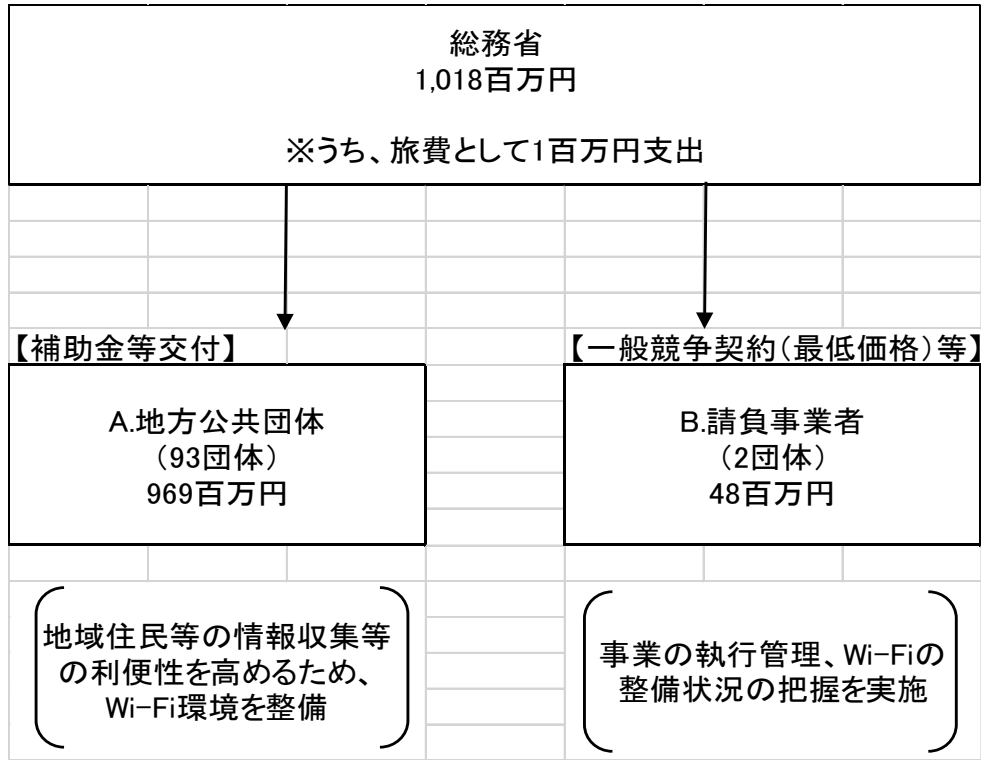 総務省
1,018百万円
※うち、旅費として1百万円支出
【補助金等交付】
A.地方公共団体
（93団体）
969百万円
地域住民等の情報収集等
の利便性を高めるため、
Wi-Fi環境を整備
【一般競争契約（最低価格）等】
B.請負事業者
（2団体）
48百万円
事業の執行管理、Wi-Fiの
整備状況の把握を実施